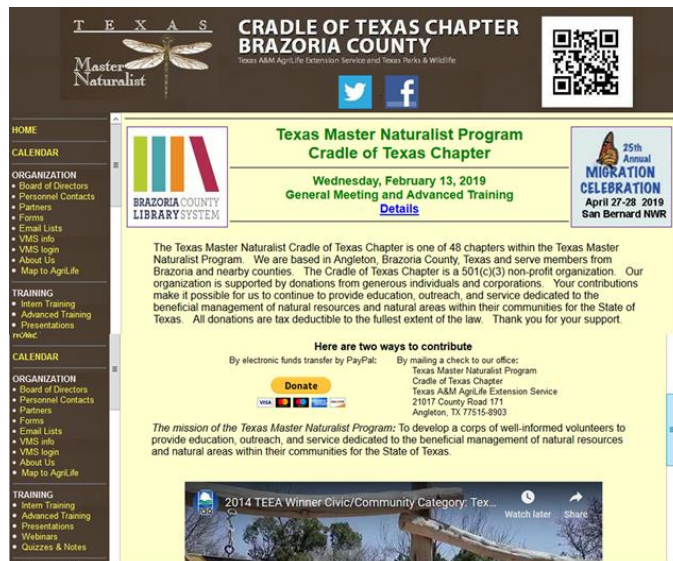 TEXAS
Master
Naturalist
CRADLE OF TEXAS CHAPTER
BRAZORIA COUNTY
Texas A&M AgriLife Extension Service and Texas Parks & Wildlife
HOME
CALENDAR
ORGANIZATION
• Board of Directors
• Personnel Contacts
• Partners
• Forms
• Email Lists
• VMS info
• VMS login
• About Us
• Map to AgriLife
TRAINING
• Intern Training
• Advanced Training
• Presentations
CALENDAR
ORGANIZATION
• Board of Directors
• Personnel Contacts
• Partners
• Forms
• Email Lists
• VMS info
• VMS login
• About Us
• Map to AgriLife
TRAINING
• Intern Training
• Advanced Training
• Presentations
• Webinars
• Quizzes & Notes
BRAZORIA COUNTY
LIBRARY SYSTEM
Texas Master Naturalist Program
Cradle of Texas Chapter
Wednesday, February 13, 2019
General Meeting and Advanced Training
Details
25th
Annual
MIGRATION
CELEBRATION
April 27-28 2019
San Bernard NWR
The Texas Master Naturalist Cradle of Texas Chapter is one of 48 chapters within the Texas Master
Naturalist Program. We are based in Angleton, Brazoria County, Texas and serve members from
Brazoria and nearby counties. The Cradle of Texas Chapter is a 501(c)(3) non-profit organization. Our
organization is supported by donations from generous individuals and corporations. Your contributions
make it possible for us to continue to provide education, outreach, and service dedicated to the
beneficial management of natural resources and natural areas within their communities for the State of
Texas. All donations are tax deductible to the fullest extent of the law. Thank you for your support.
Here are two ways to contribute
By electronic funds transfer by PayPal:
Donate
VISA
By mailing a check to our office:
Texas Master Naturalist Program
Cradle of Texas Chapter
Texas A&M AgriLife Extension Service
21017 County Road 171
Angleton, TX 77515-8903
The mission of the Texas Master Naturalist Program: To develop a corps of well-informed volunteers to
provide education, outreach, and service dedicated to the beneficial management of natural resources
and natural areas within their communities for the State of Texas.
2014 TEEA Winner Civic/Community Category: Tex...
Watch later
Share